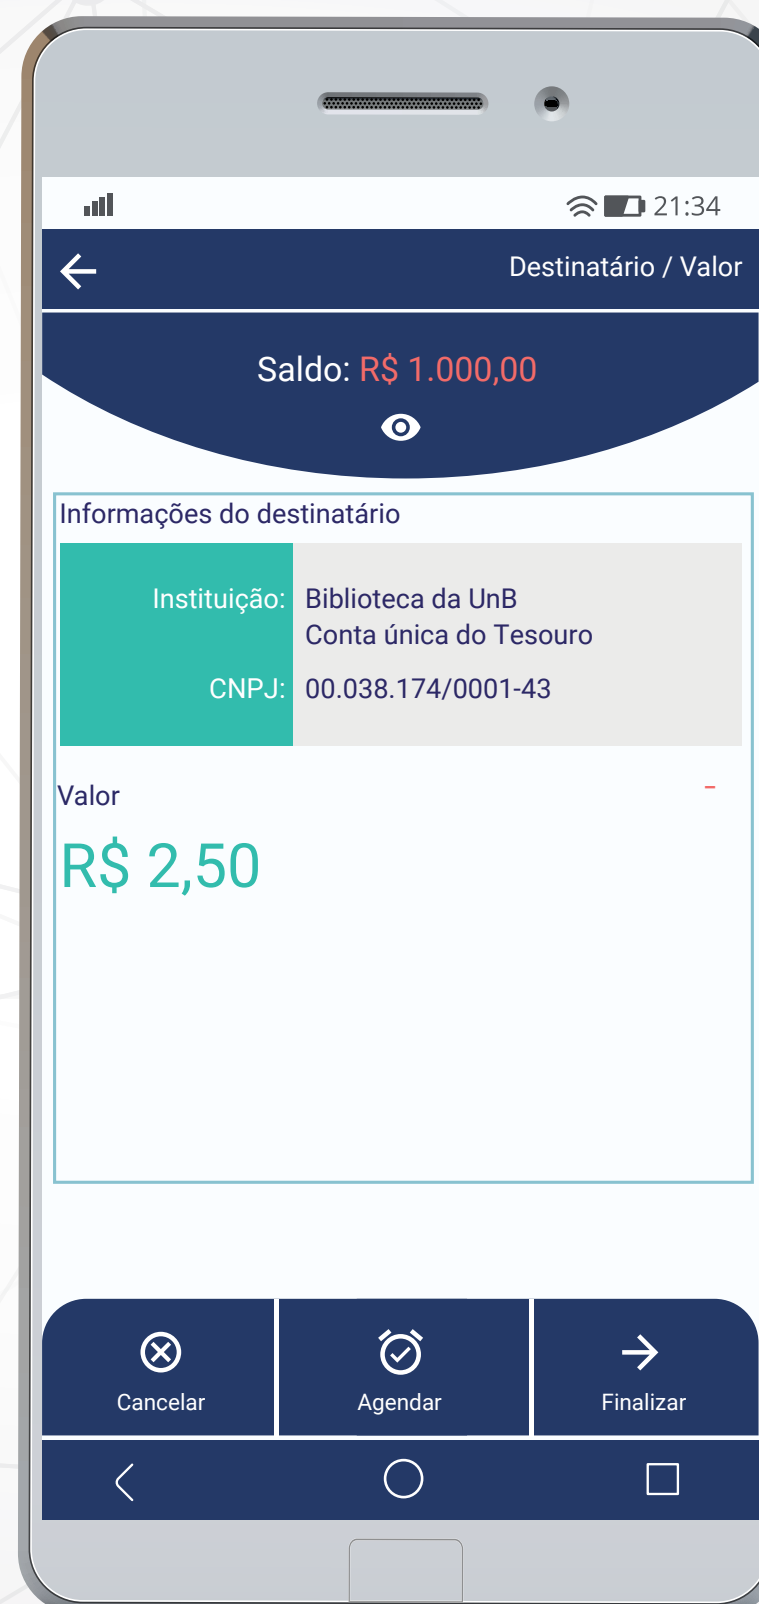 21:34
Destinatário / Valor
Saldo: R$ 1.000,00
Informações do destinatário
Instituição: Biblioteca da UnB
Conta única do Tesouro
CNPJ: 00.038.174/0001-43
Valor -
R$ 2,50
Cancelar Agendar Finalizar